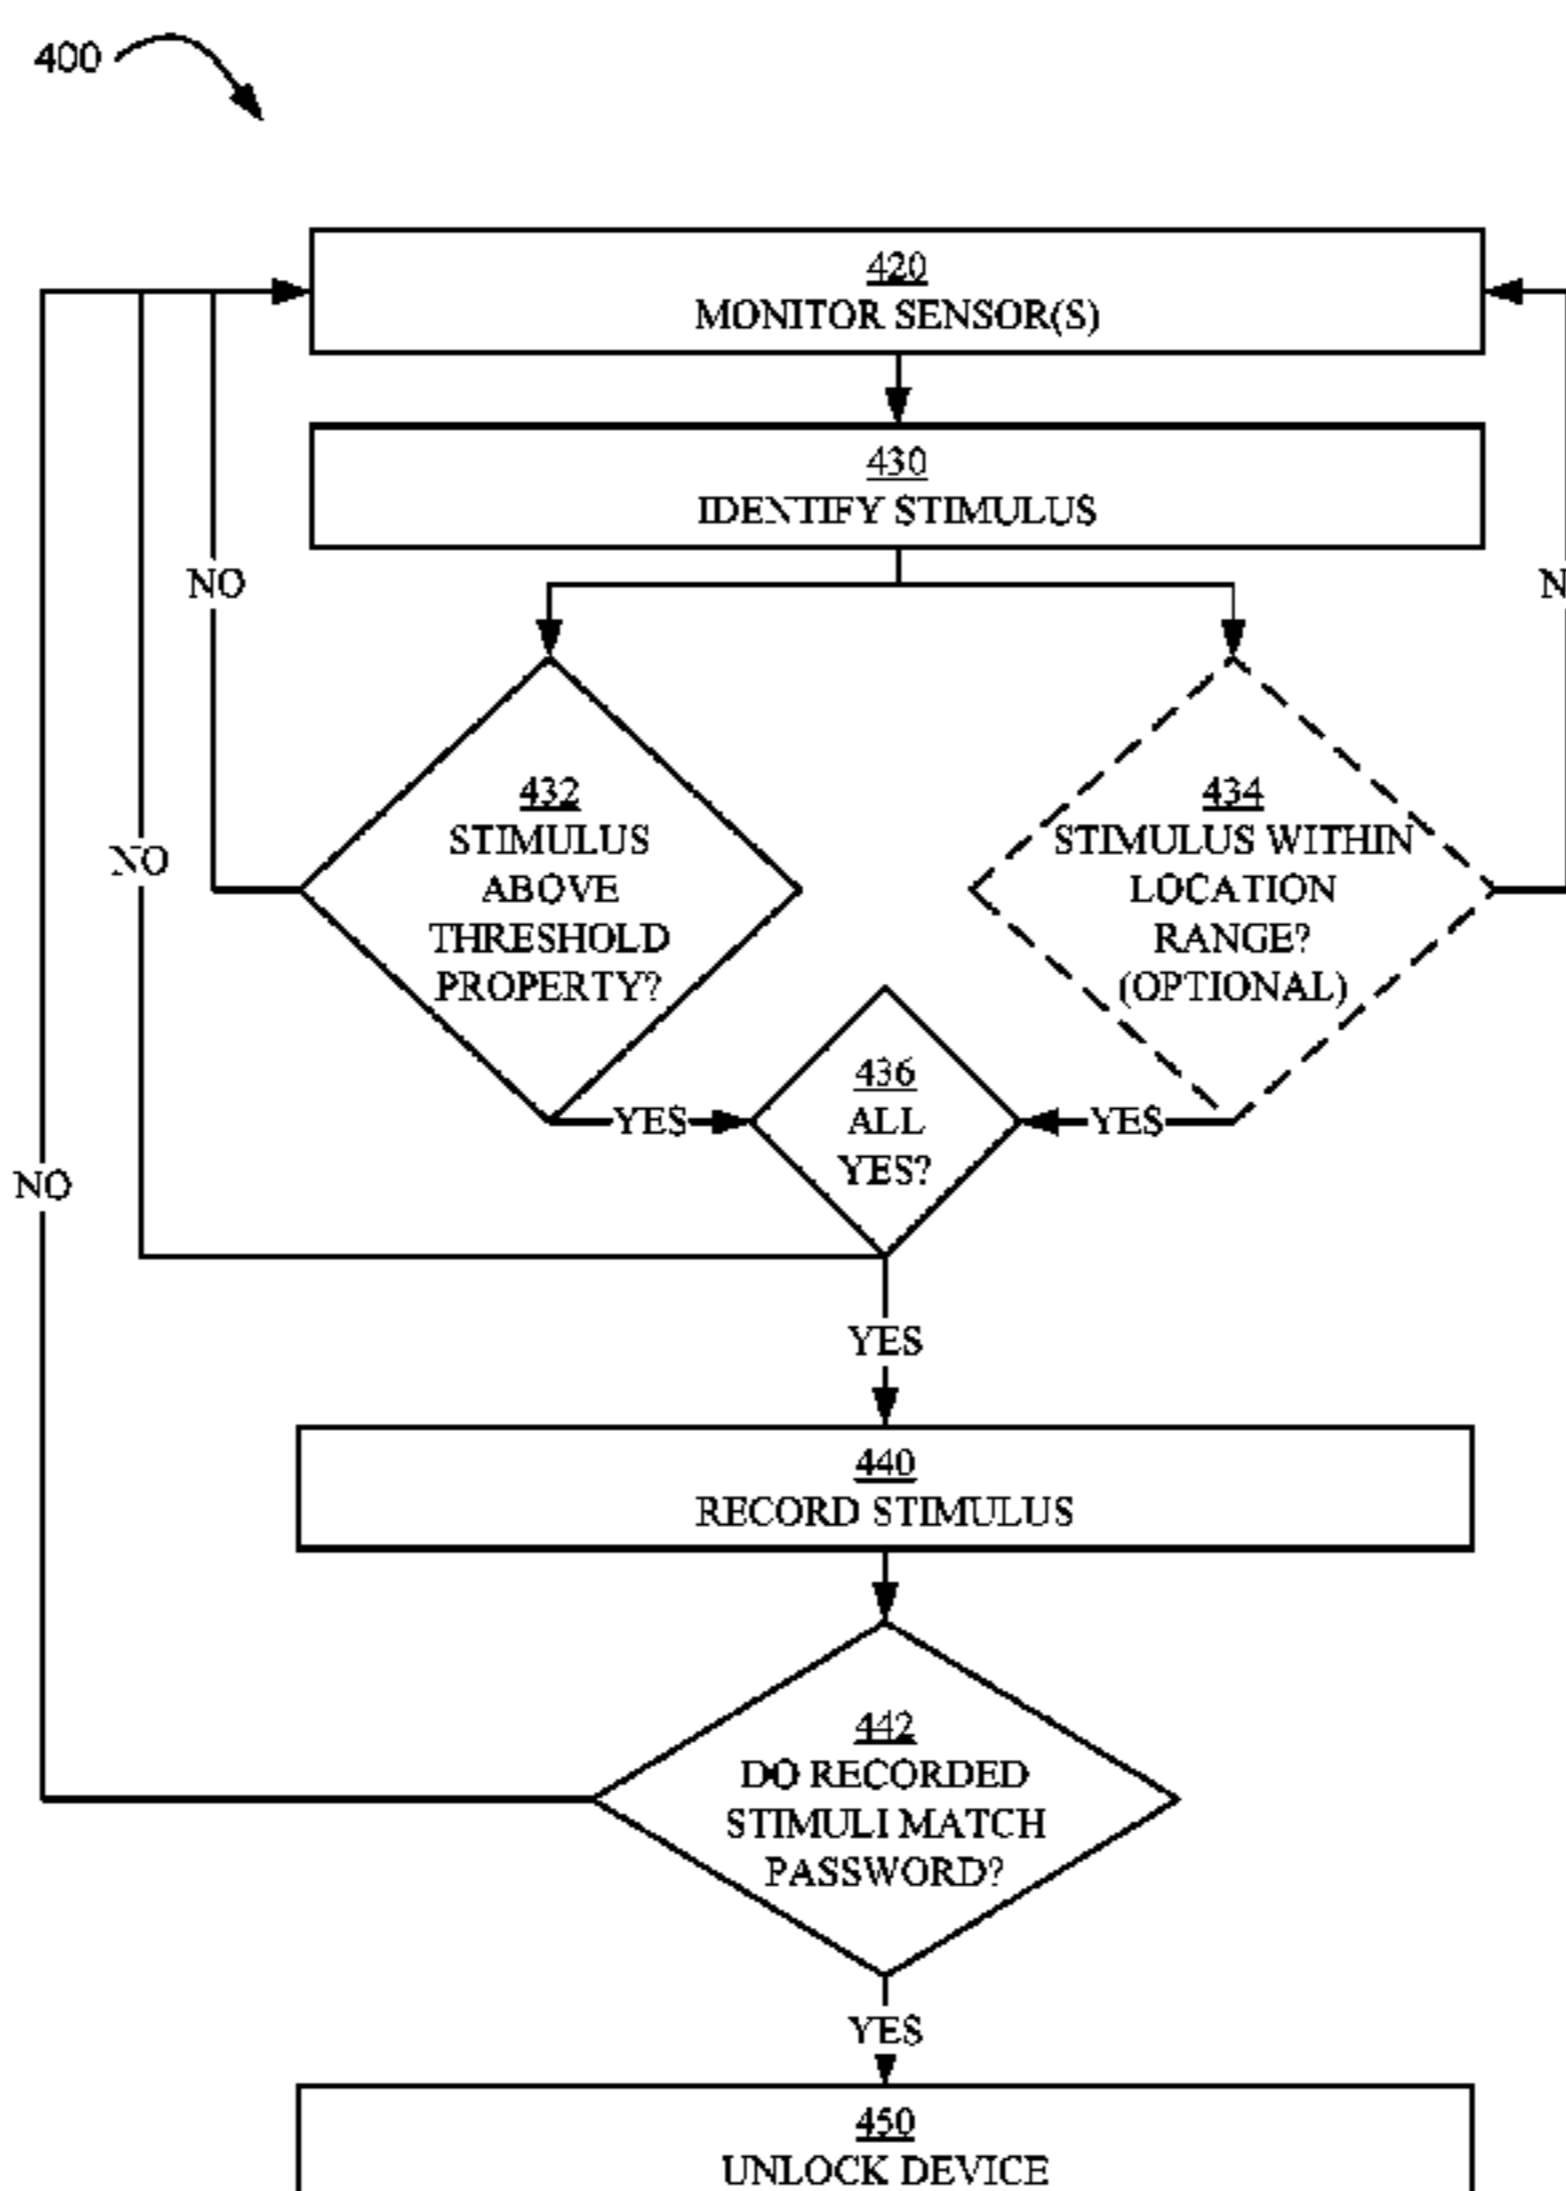 400
420
MONITOR SENSOR(S)
430
IDENTIFY STIMULUS
NO
432
STIMULUS
ABOVE
THRESHOLD
PROPERTY?
434
STIMULUS WITHIN
LOCATION
RANGE?
(OPTIONAL)
NO
436
ALL
YES?
YES
YES
NO
YES
440
RECORD STIMULUS
442
DO RECORDED
STIMULI MATCH
PASSWORD?
YES
450
UNLOCK DEVICE